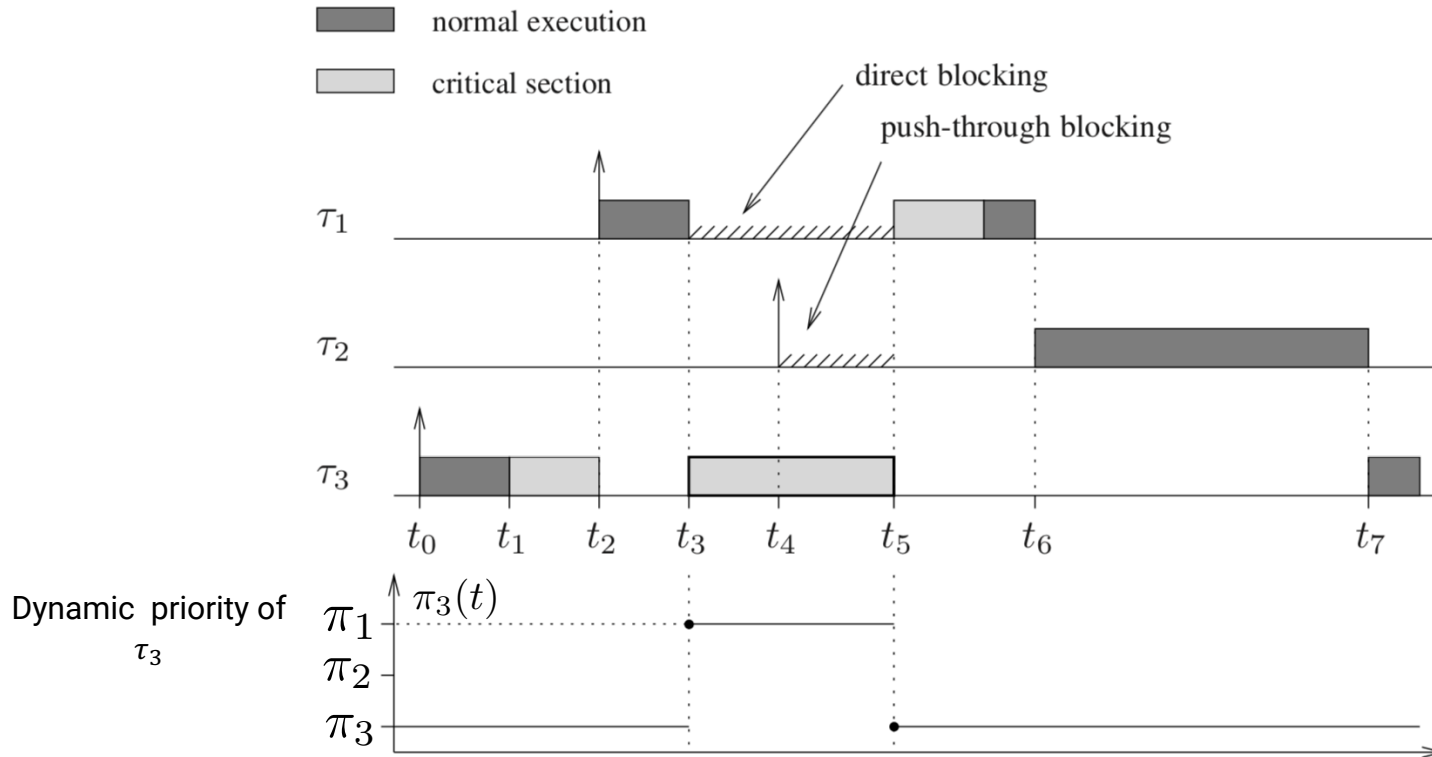 normal execution
critical section
direct blocking
push-through blocking
τ₁
τ₂
τ₃
t₀ t₁ t₂ t₃ t₄ t₅ t₆ t₇
Dynamic priority of
τ₃
π₃(t)
π₁
π₂
π₃